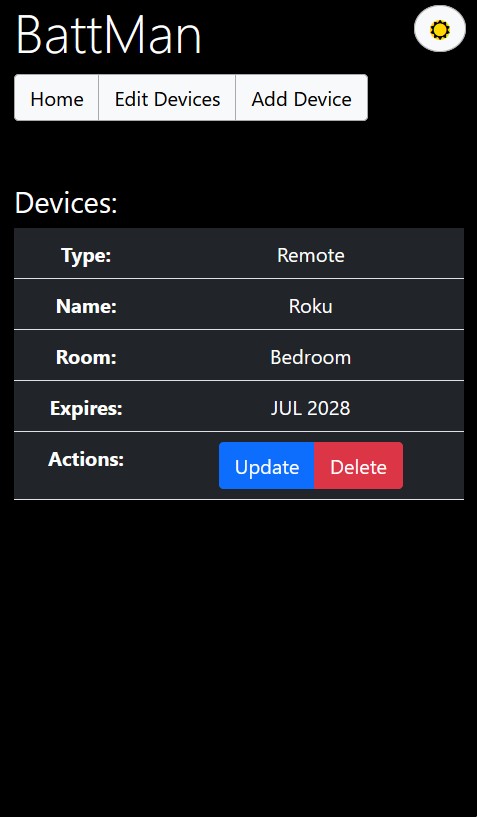 BattMan
Home Edit Devices Add Device
Devices:
Type: Remote
Name: Roku
Room: Bedroom
Expires: JUL 2028
Actions: Update Delete